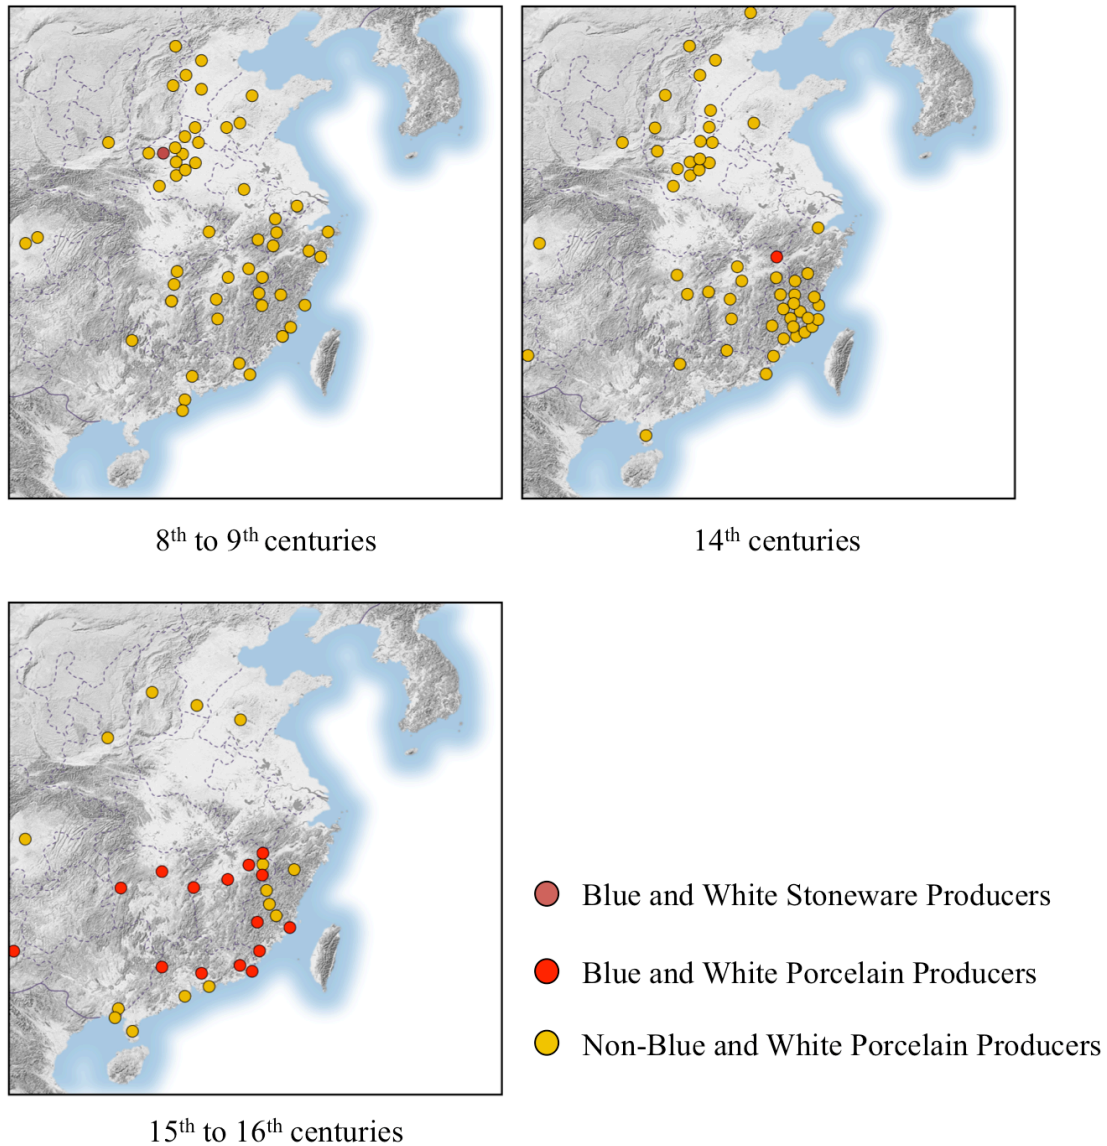 8th to 9th centuries
14th centuries
15th to 16th centuries
Blue and White Stoneware Producers
Blue and White Porcelain Producers
Non-Blue and White Porcelain Producers